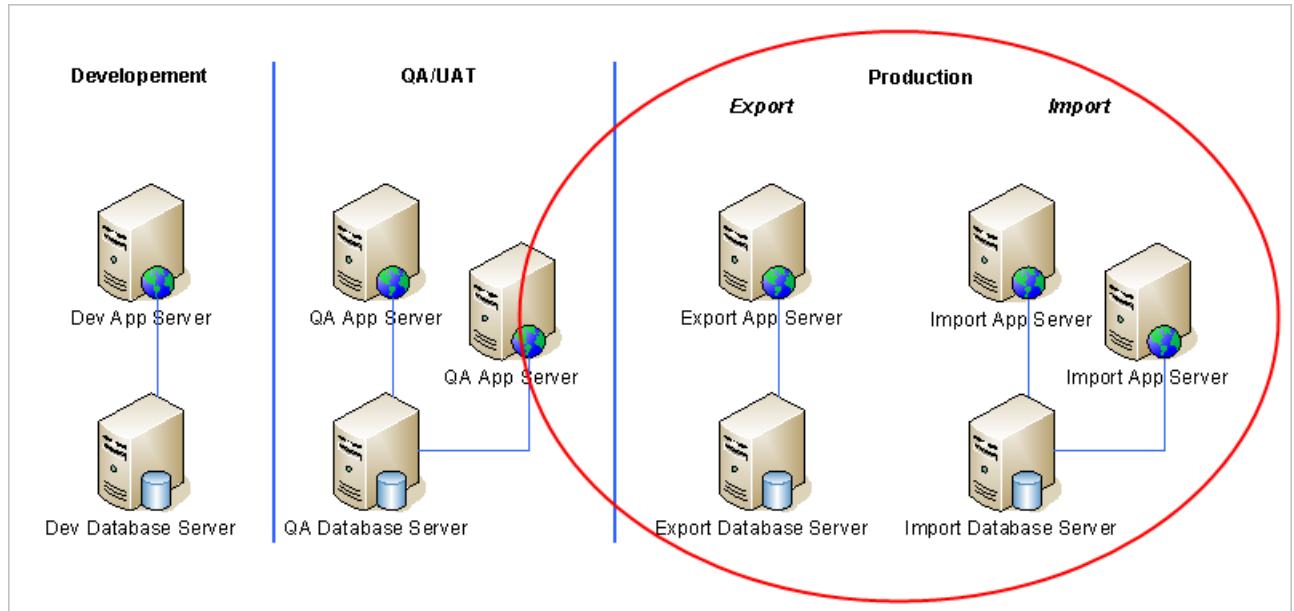 Developement
QA/UAT
Production
Export
Import
Dev App Server
QA App Server
QA App Server
Export App Server
Import App Server
Import App Server
Dev Database Server
QA Database Server
Export Database Server
Import Database Server